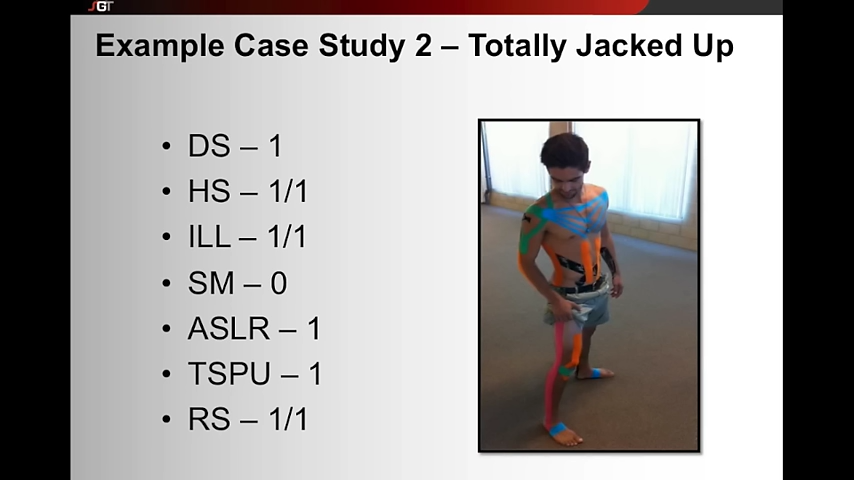 SGT
Example Case Study 2 – Totally Jacked Up
• DS – 1
• HS – 1/1
• ILL – 1/1
• SM – 0
• ASLR – 1
• TSPU – 1
• RS – 1/1